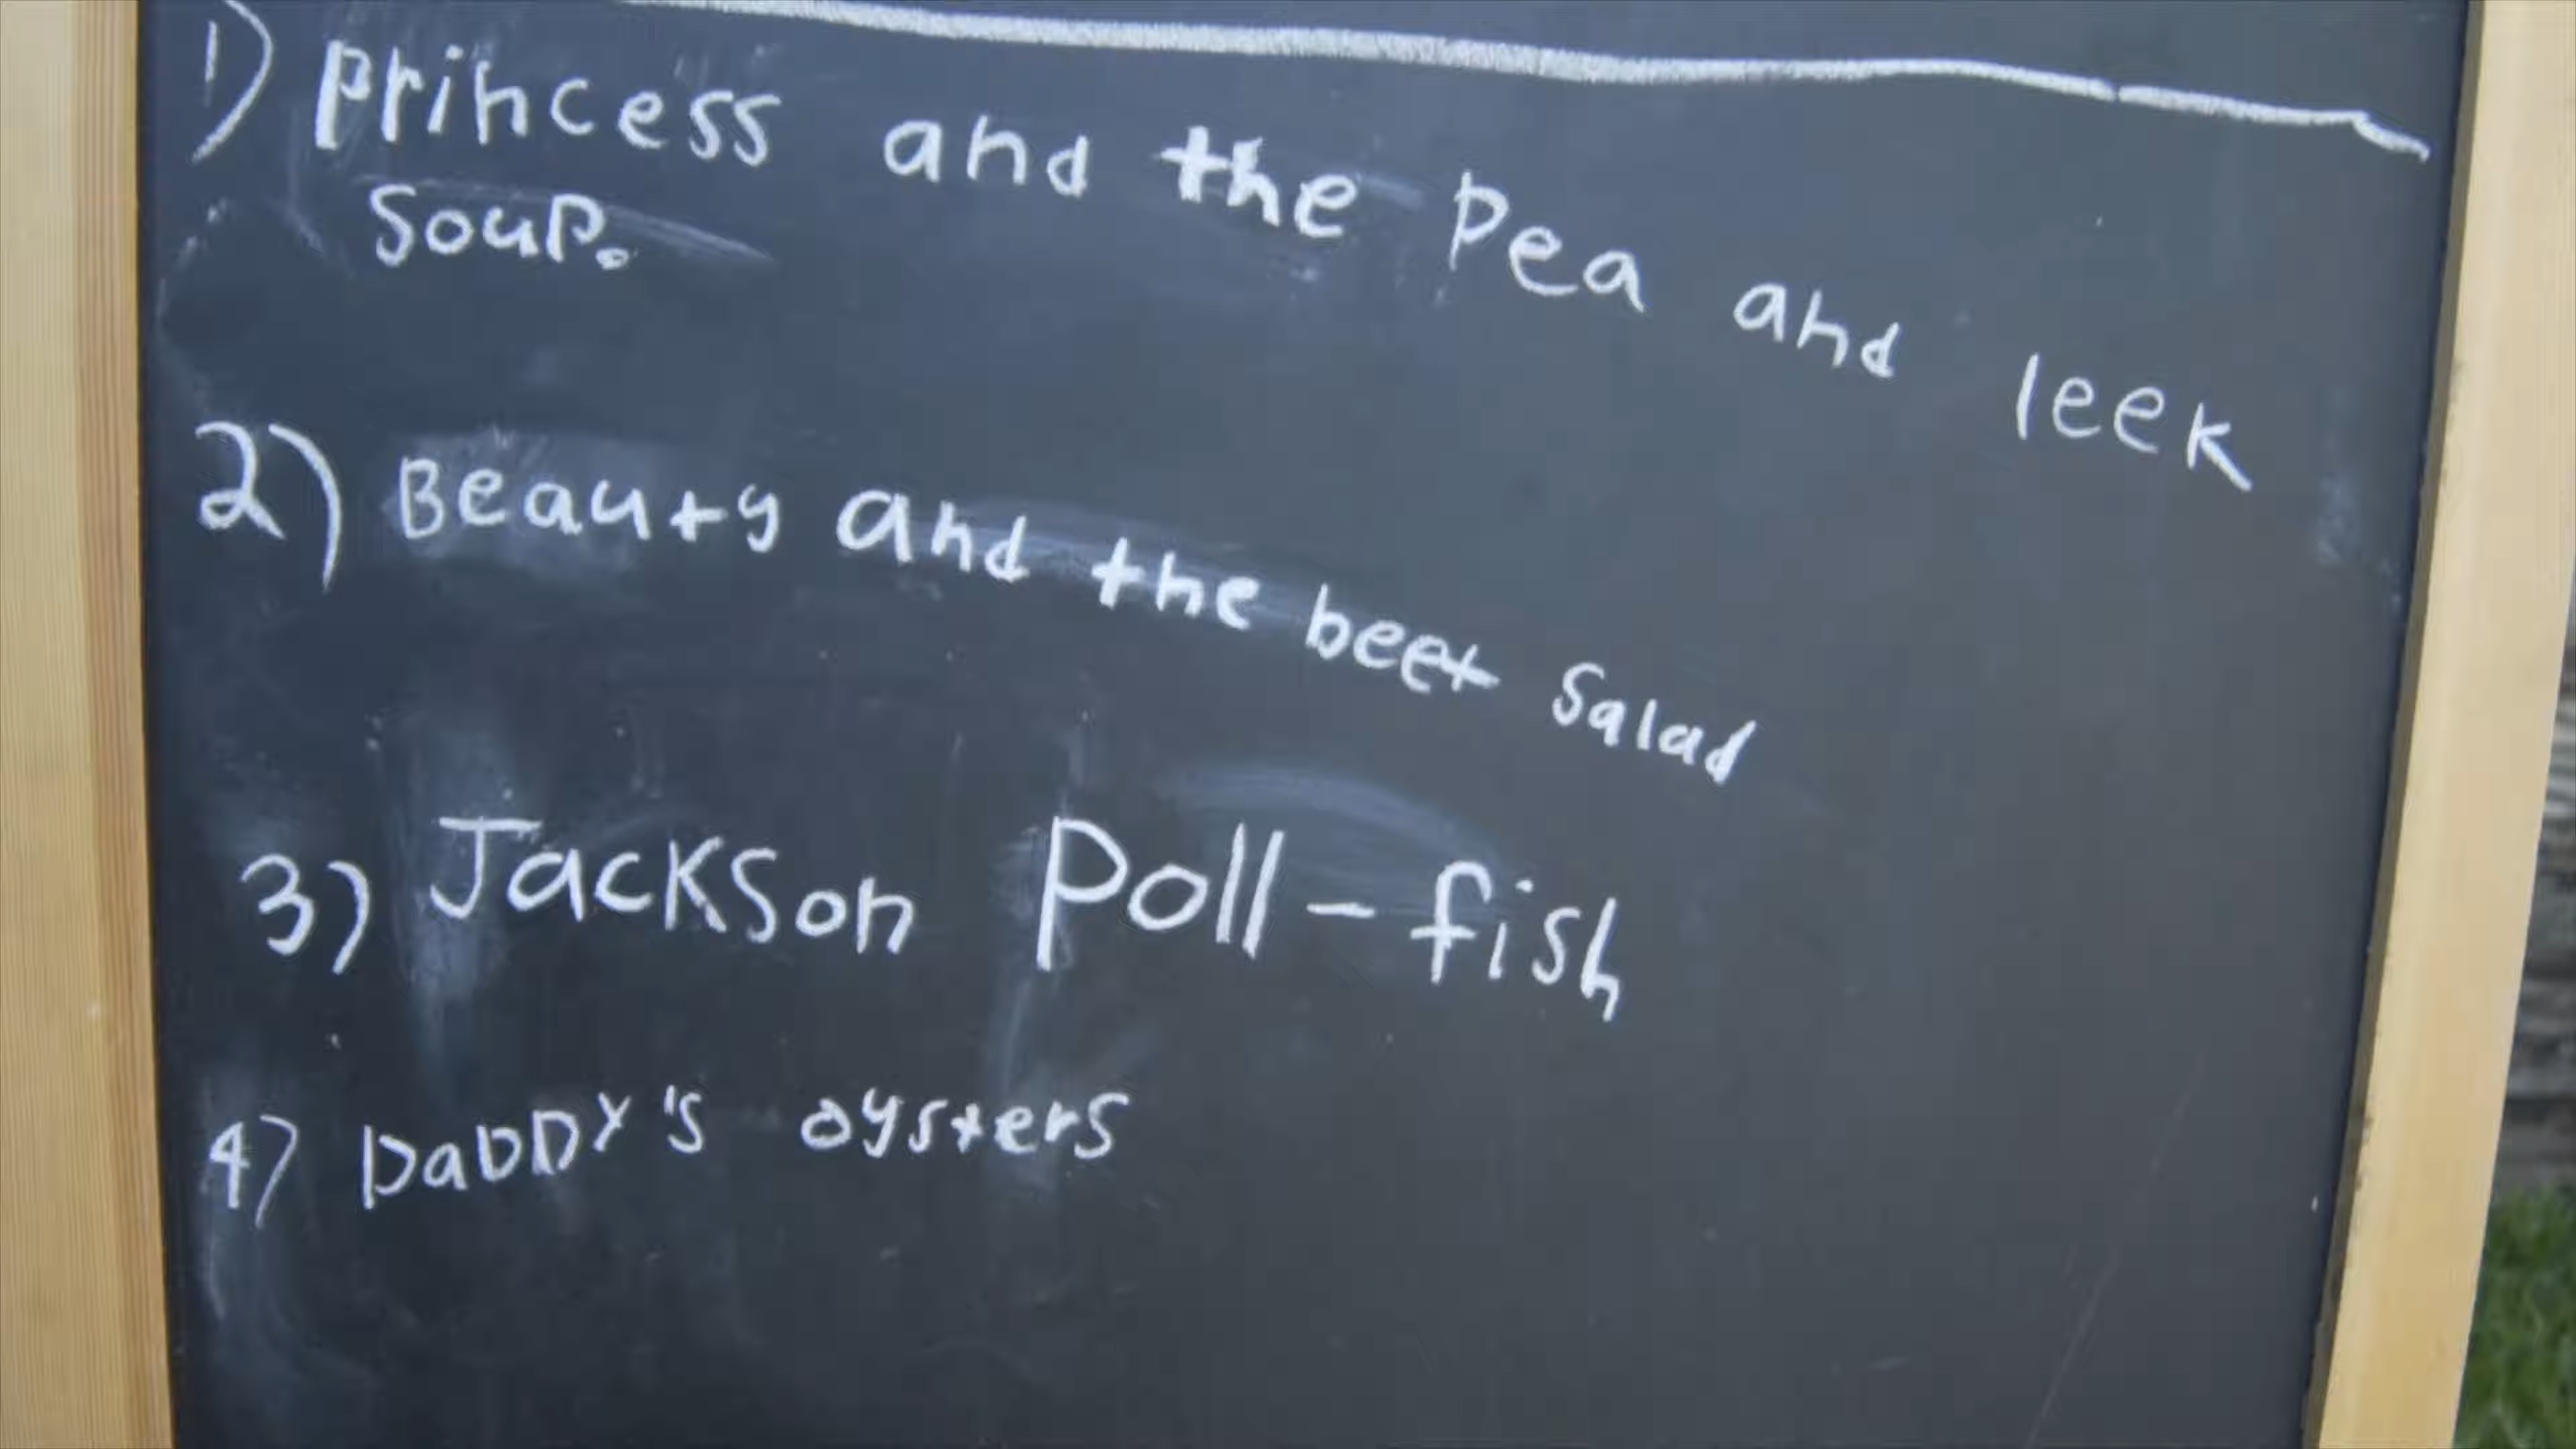 1) Princess and the Pea and leek
Soup.
2) Beauty and the beet Salad
3) Jackson Poll-fish
4) DaDDY's oysters